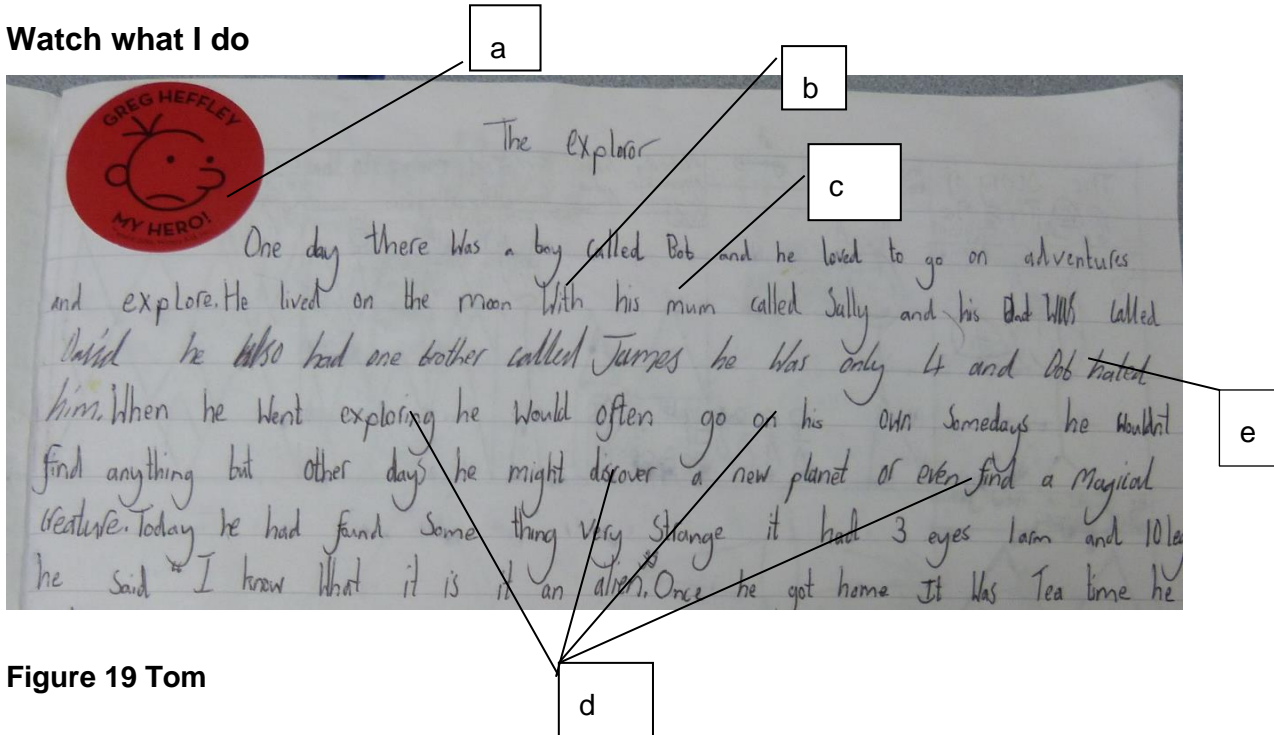 Watch what I do
a
b
c
GREG HEFFLEY
MY HERO!
The exploror
One day there was a boy called Bob and he loved to go on adventures
and explore. He lived on the moon With his mum called Sally and his Dad was called
David he also had one brother called James he was only 4 and Bob hated
him. When he went exploring he would often go on his own Somedays he wouldnt
find anything but other days he might discover a new planet or even find a Magical
Creature. Today he had found Some thing very Strange it had 3 eyes 1 arm and 10 leg
he said "I know What it is it an alien". Once he got home It Was Tea time he
e
Figure 19 Tom
d